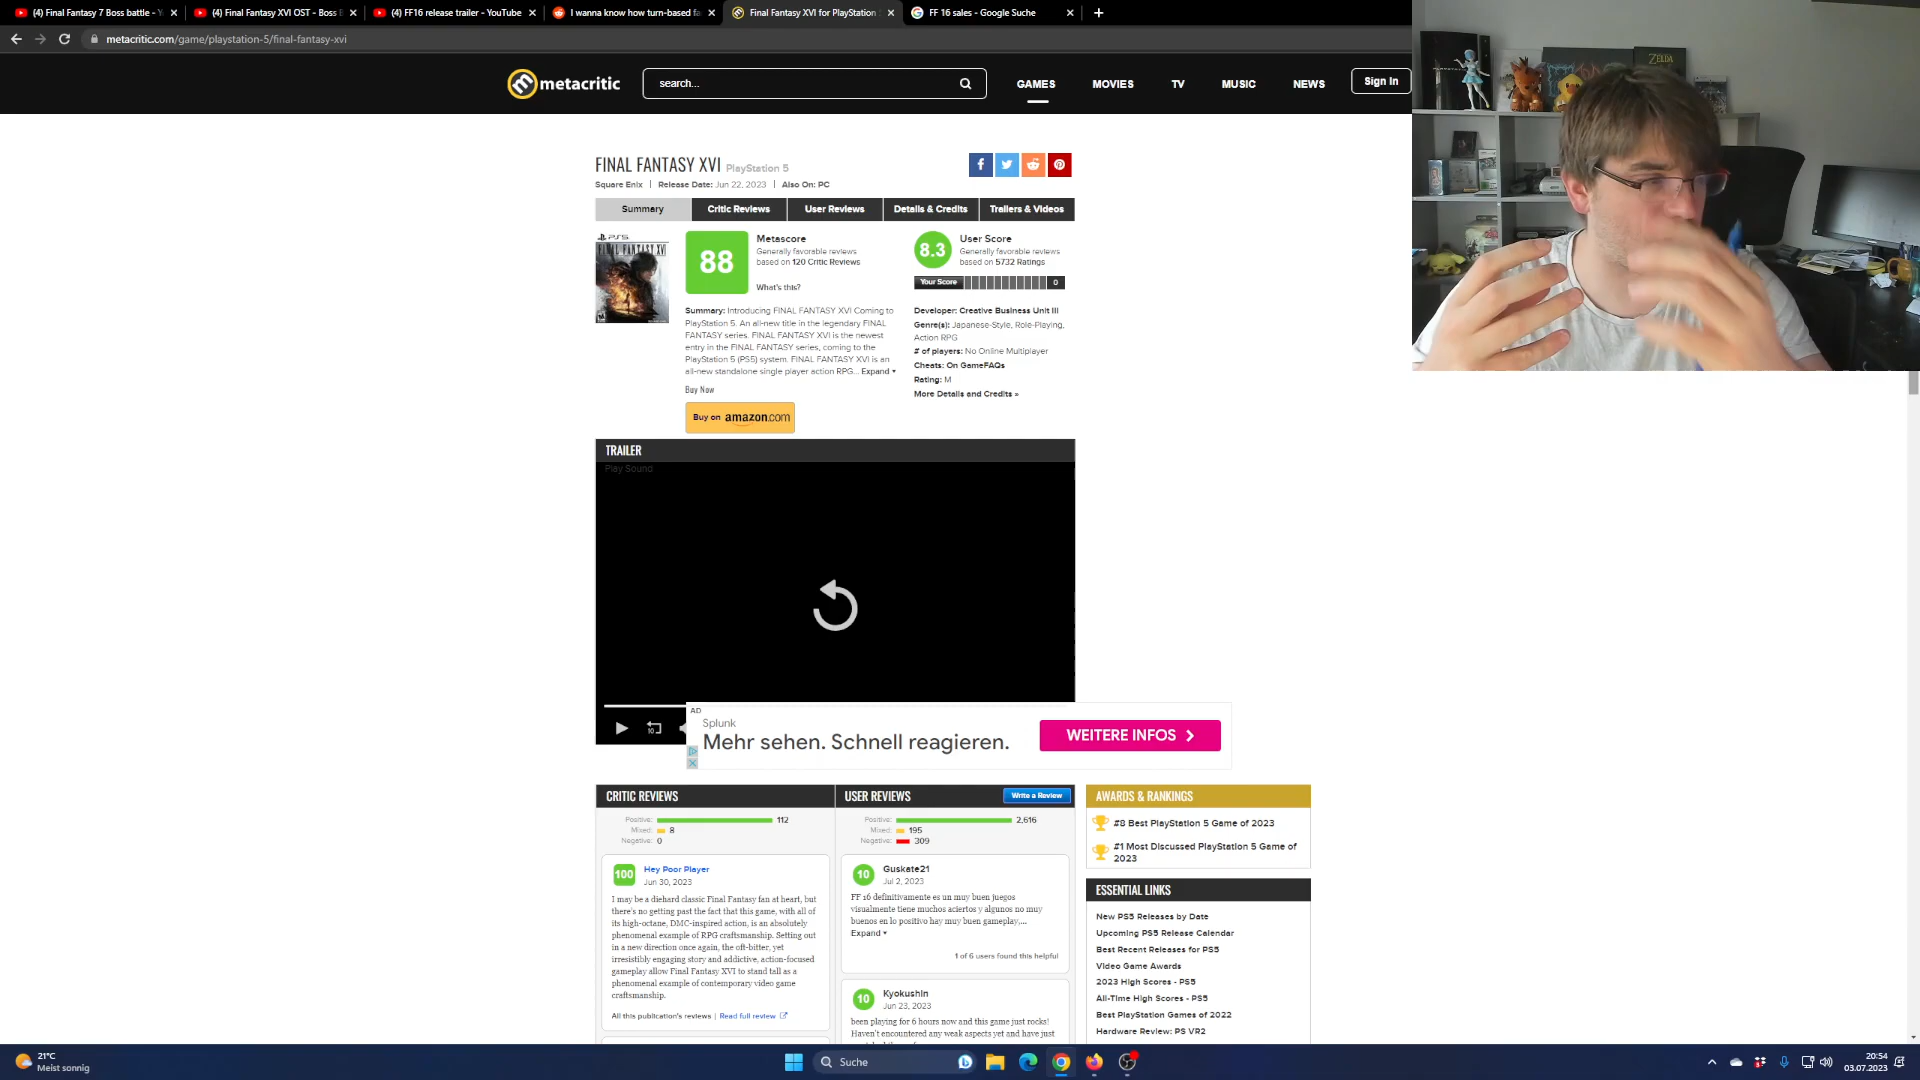 (4) Final Fantasy 7 Boss battle - Y
(4) Final Fantasy XVI OST - Boss B
(4) FF16 release trailer - YouTube
I wanna know how turn-based fa
Final Fantasy XVI for PlayStation
FF 16 sales - Google Suche
metacritic.com/game/playstation-5/final-fantasy-xvi
metacritic
search...
GAMES
MOVIES
TV
MUSIC
NEWS
Sign In
ZELDA
FINAL FANTASY XVI PlayStation 5
Square Enix | Release Date: Jun 22, 2023 | Also On: PC
Summary
Critic Reviews
User Reviews
Details & Credits
Trailers & Videos
PS5
FINAL FANTASY XVI
88
Metascore
Generally favorable reviews
based on 120 Critic Reviews
What's this?
8.3
User Score
Generally favorable reviews
based on 5732 Ratings
Your Score
0
Summary: Introducing FINAL FANTASY XVI Coming to
PlayStation 5. An all-new title in the legendary FINAL
FANTASY series. FINAL FANTASY XVI is the newest
entry in the FINAL FANTASY series, coming to the
PlayStation 5 (PS5) system. FINAL FANTASY XVI is an
all-new standalone single player action RPG... Expand
Developer: Creative Business Unit III
Genre(s): Japanese-Style, Role-Playing,
Action RPG
# of players: No Online Multiplayer
Cheats: On GameFAQs
Rating: M
More Details and Credits »
Buy Now
Buy on amazon.com
TRAILER
Play Sound
10
AD
Splunk
Mehr sehen. Schnell reagieren.
WEITERE INFOS
CRITIC REVIEWS
Positive: 112
Mixed: 8
Negative: 0
100
Hey Poor Player
Jun 30, 2023
I may be a diehard classic Final Fantasy fan at heart, but
there's no getting past the fact that this game, with all of
its high-octane, DMC-inspired action, is an absolutely
phenomenal example of RPG craftsmanship. Setting out
in a new direction once again, the oft-bitter, yet
irresistibly engaging story and addictive, action-focused
gameplay allow Final Fantasy XVI to stand tall as a
phenomenal example of contemporary video game
craftsmanship.
All this publication's reviews | Read full review
USER REVIEWS
Write a Review
Positive: 2,616
Mixed: 195
Negative: 309
10
Guskate21
Jul 2, 2023
FF 16 definitivamente es un muy buen juegos
visualmente tiene muchos aciertos y algunos no muy
buenos en lo positivo hay muy buen gameplay,...
Expand
1 of 6 users found this helpful
10
Kyokushin
Jun 23, 2023
been playing for 6 hours now and this game just rocks!
Haven't encountered any weak aspects yet and have just
AWARDS & RANKINGS
#8 Best PlayStation 5 Game of 2023
#1 Most Discussed PlayStation 5 Game of
2023
ESSENTIAL LINKS
New PS5 Releases by Date
Upcoming PS5 Release Calendar
Best Recent Releases for PS5
Video Game Awards
2023 High Scores - PS5
All-Time High Scores - PS5
Best PlayStation Games of 2022
Hardware Review: PS VR2
21°C
Meist sonnig
Suche
20:54
03.07.2023